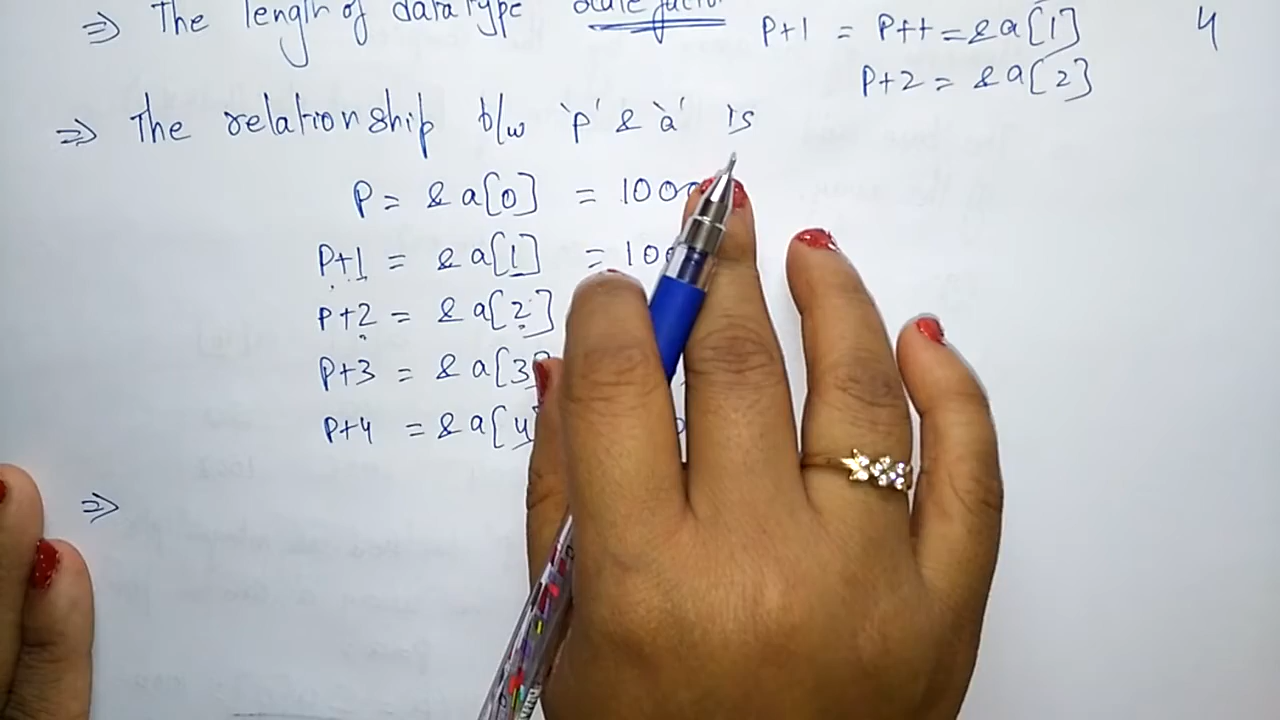 ⇒ The length of data type Scale factor
P+1 = P++ = &a[1] 4
P+2 = &a[2]
⇒ The relationship b/w 'p' & 'a' is
P = &a[0] = 1000
P+1 = &a[1] = 100
P+2 = &a[2]
P+3 = &a[3]
P+4 = &a[4
⇒